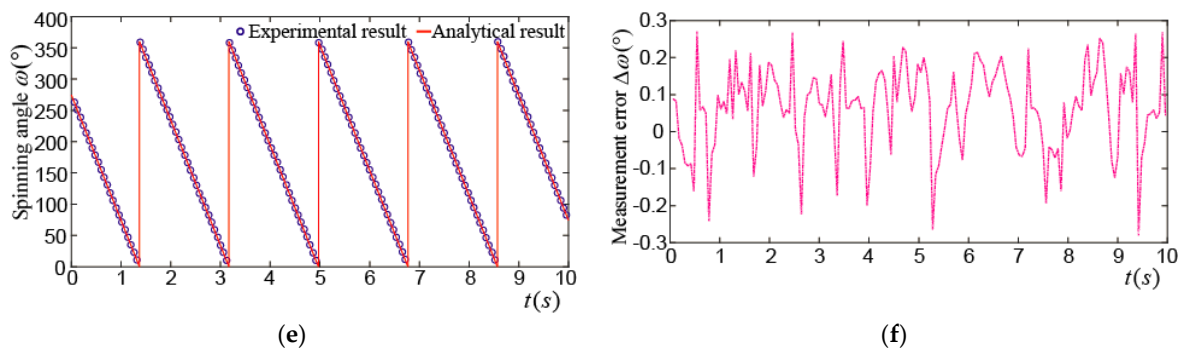 400
350
300
250
200
150
100
50
0
Spinning angle ω(°)
Experimental result Analytical result
0 1 2 3 4 5 6 7 8 9 10
t(s)
(e)
0.3
0.2
0.1
0
-0.1
-0.2
-0.3
Measurement error Δω(°)
0 1 2 3 4 5 6 7 8 9 10
t(s)
(f)